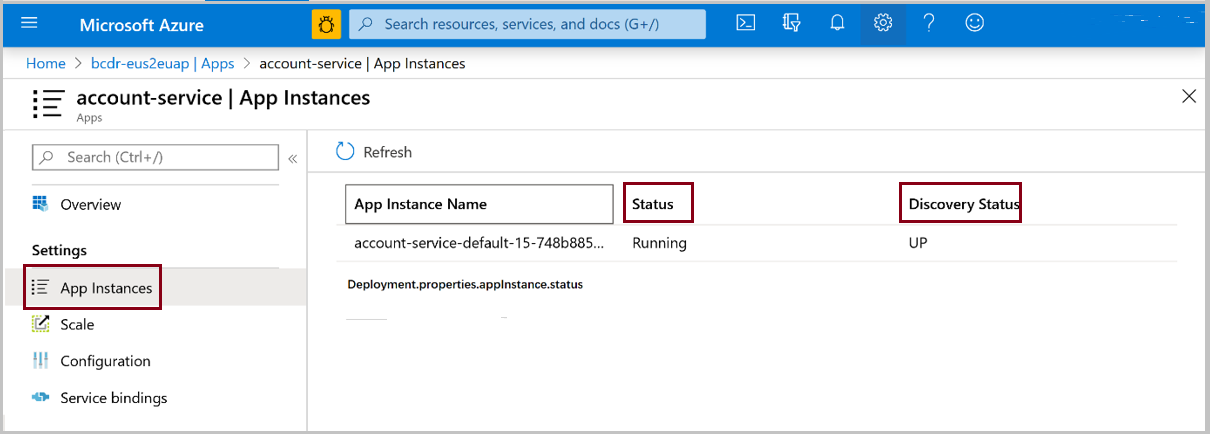 Microsoft Azure
Search resources, services, and docs (G+/)
Home > bcdr-eus2euap | Apps > account-service | App Instances
account-service | App Instances
Apps
Search (Ctrl+/)
«
Refresh
Overview
Settings
App Instances
Scale
Configuration
Service bindings
App Instance Name Status Discovery Status
account-service-default-15-748b885... Running UP
Deployment.properties.appInstance.status